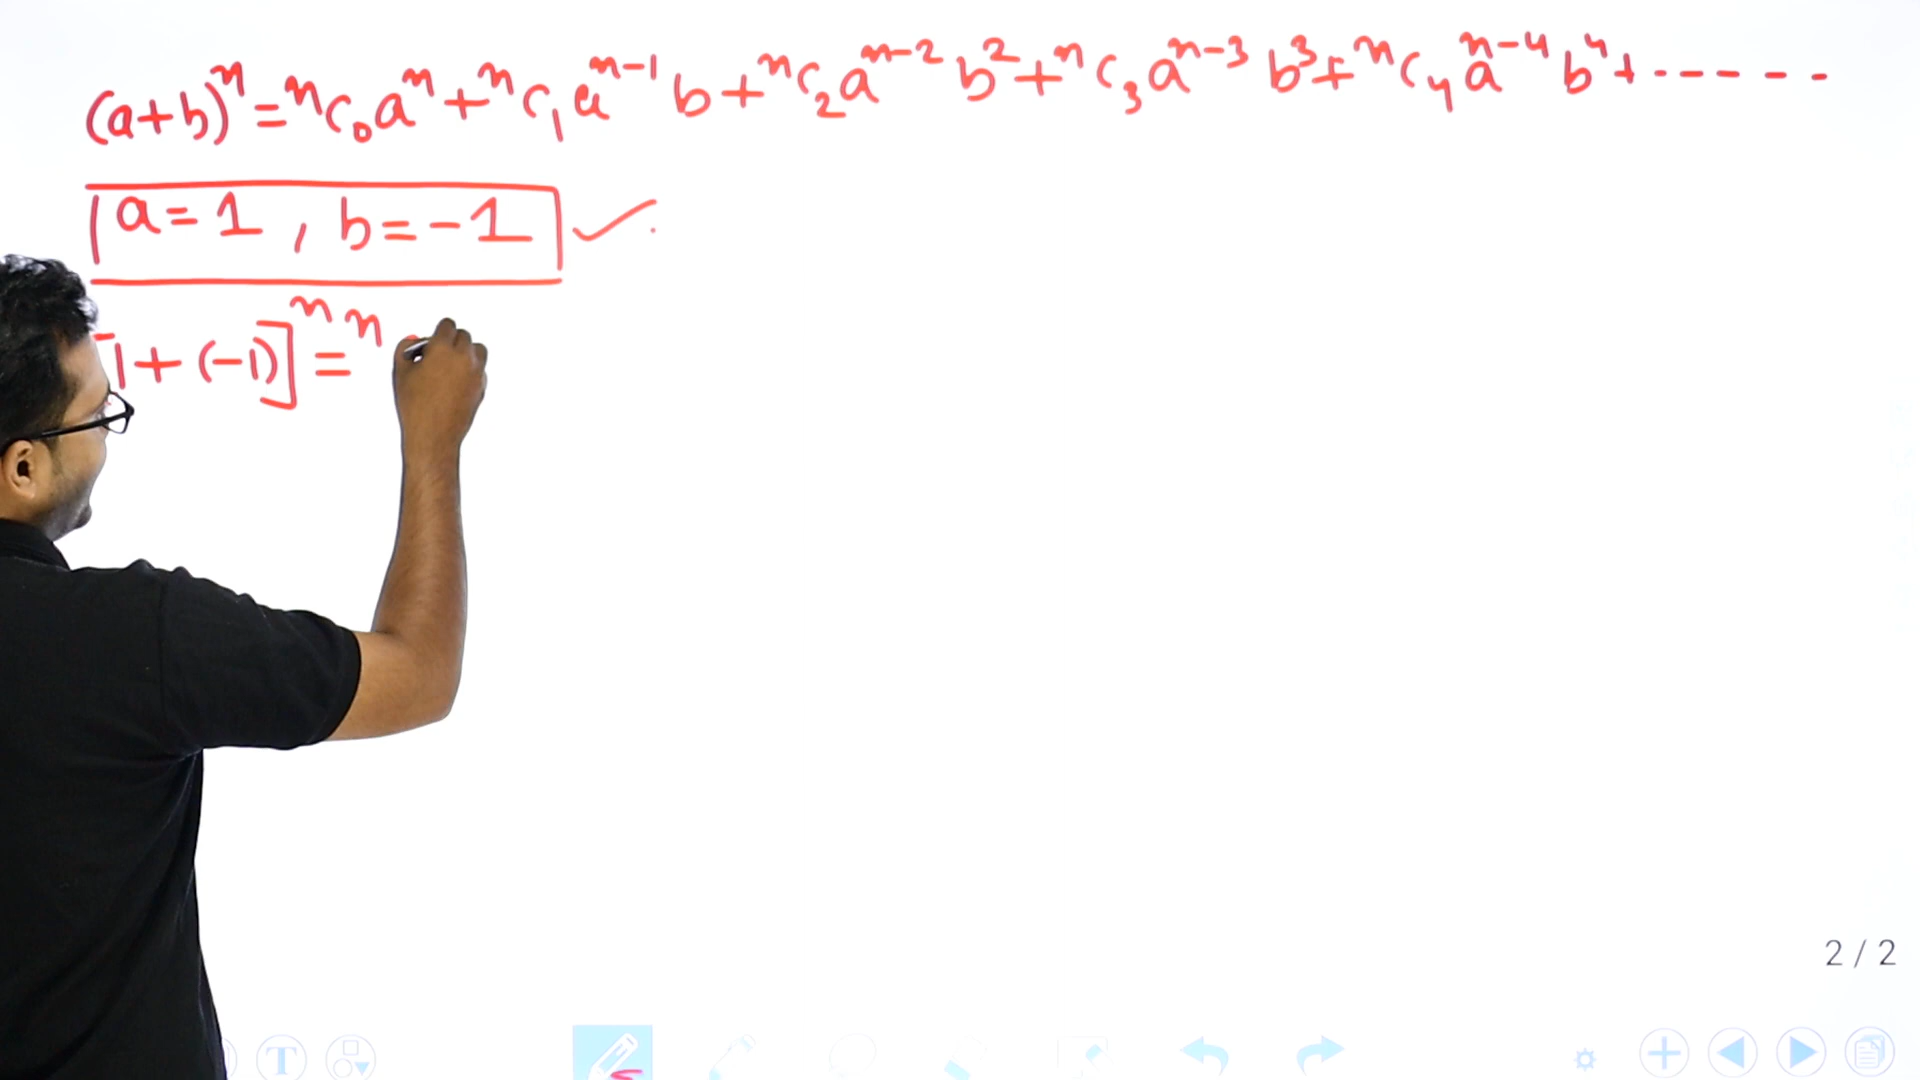 (a+b)ⁿ = ⁿC₀aⁿ + ⁿC₁aⁿ⁻¹b + ⁿC₂aⁿ⁻²b² + ⁿC₃aⁿ⁻³b³ + ⁿC₄aⁿ⁻⁴b⁴ + - - - - -
a = 1 , b = -1
[1 + (-1)]ⁿ = ⁿ
2 / 2
T